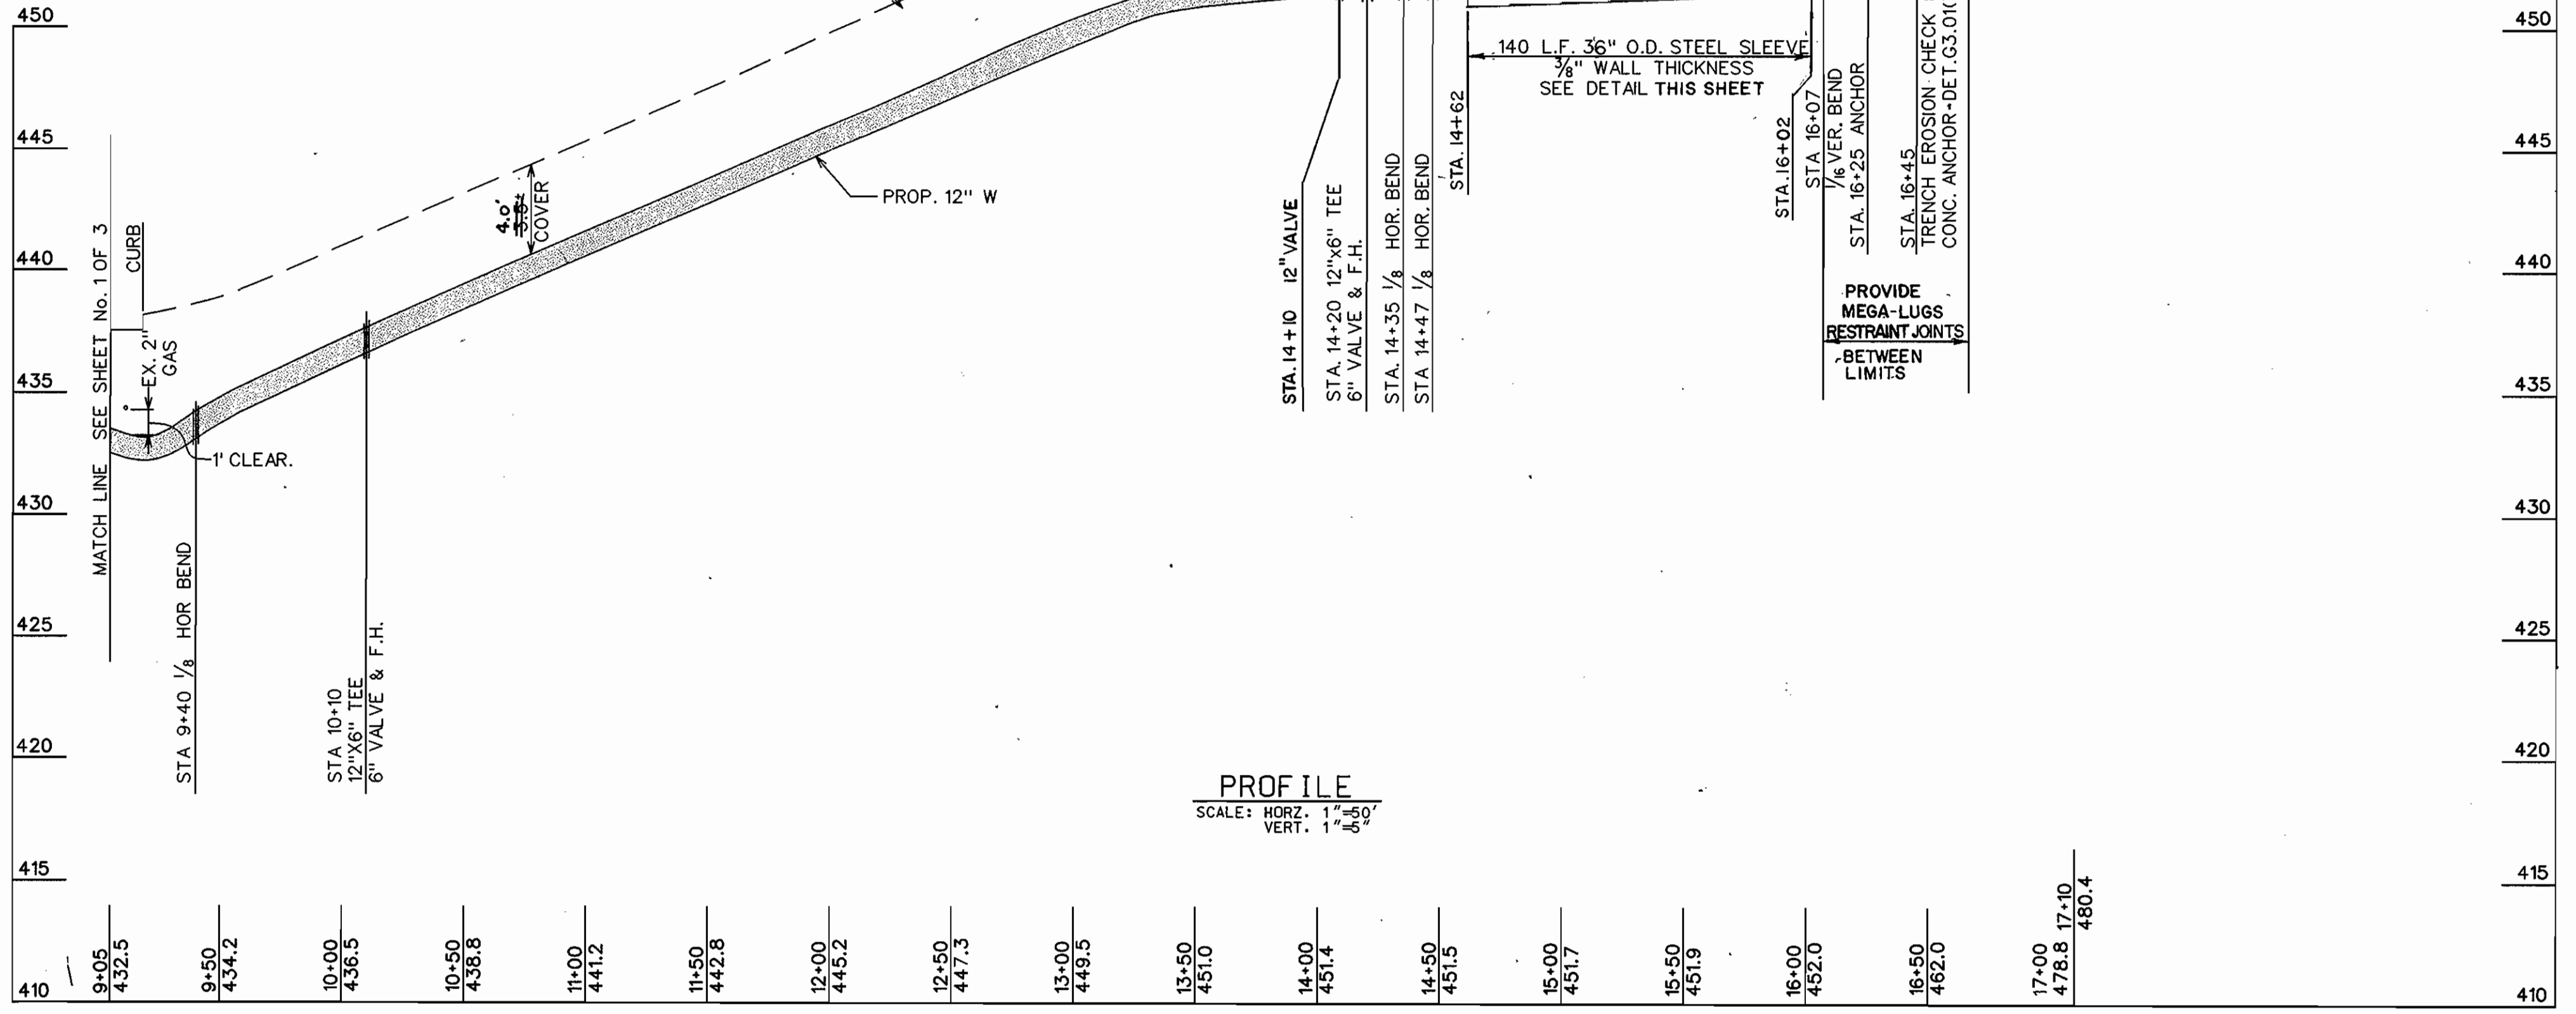 450
445
440
435
430
425
420
415
410
450
445
440
435
430
425
420
415
410
MATCH LINE SEE SHEET No. 1 OF 3
CURB
EX. 2"
GAS
1' CLEAR.
STA 9+40 1/8 HOR BEND
STA 10+10
12"X6" TEE
6" VALVE & F.H.
4.0'
COVER
PROP. 12" W
STA. 14+10 12" VALVE
STA. 14+20 12"x6" TEE
6" VALVE & F.H.
STA. 14+35 1/8 HOR. BEND
STA 14+47 1/8 HOR. BEND
STA. 14+62
140 L.F. 36" O.D. STEEL SLEEVE
3/8" WALL THICKNESS
SEE DETAIL THIS SHEET
STA. 16+02
STA 16+07
1/16 VER. BEND
STA. 16+25 ANCHOR
STA. 16+45
TRENCH EROSION CHECK
CONC. ANCHOR-DET. G3.01
PROVIDE
MEGA-LUGS
RESTRAINT JOINTS
BETWEEN
LIMITS
PROFILE
SCALE: HORZ. 1"=50'
VERT. 1"=5"
9+05
432.5
9+50
434.2
10+00
436.5
10+50
438.8
11+00
441.2
11+50
442.8
12+00
445.2
12+50
447.3
13+00
449.5
13+50
451.0
14+00
451.4
14+50
451.5
15+00
451.7
15+50
451.9
16+00
452.0
16+50
462.0
17+00
478.8
17+10
480.4